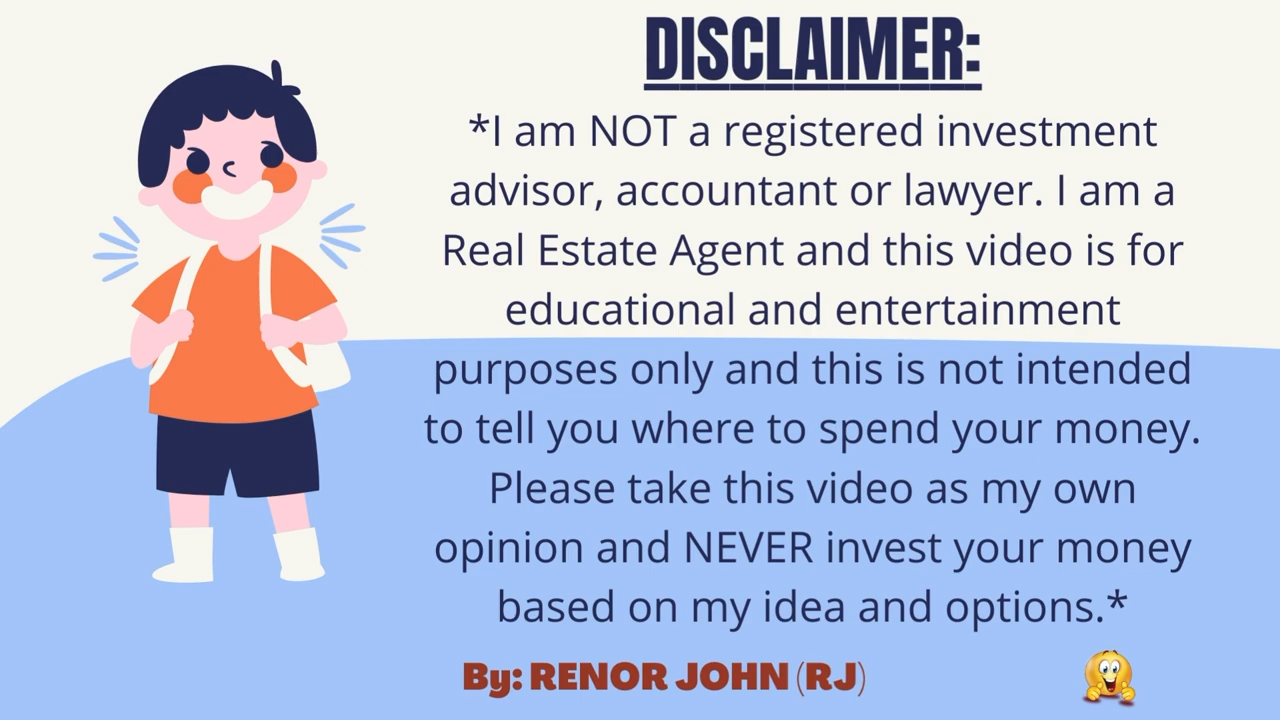 DISCLAIMER:
*I am NOT a registered investment
advisor, accountant or lawyer. I am a
Real Estate Agent and this video is for
educational and entertainment
purposes only and this is not intended
to tell you where to spend your money.
Please take this video as my own
opinion and NEVER invest your money
based on my idea and options.*
By: RENOR JOHN (RJ)